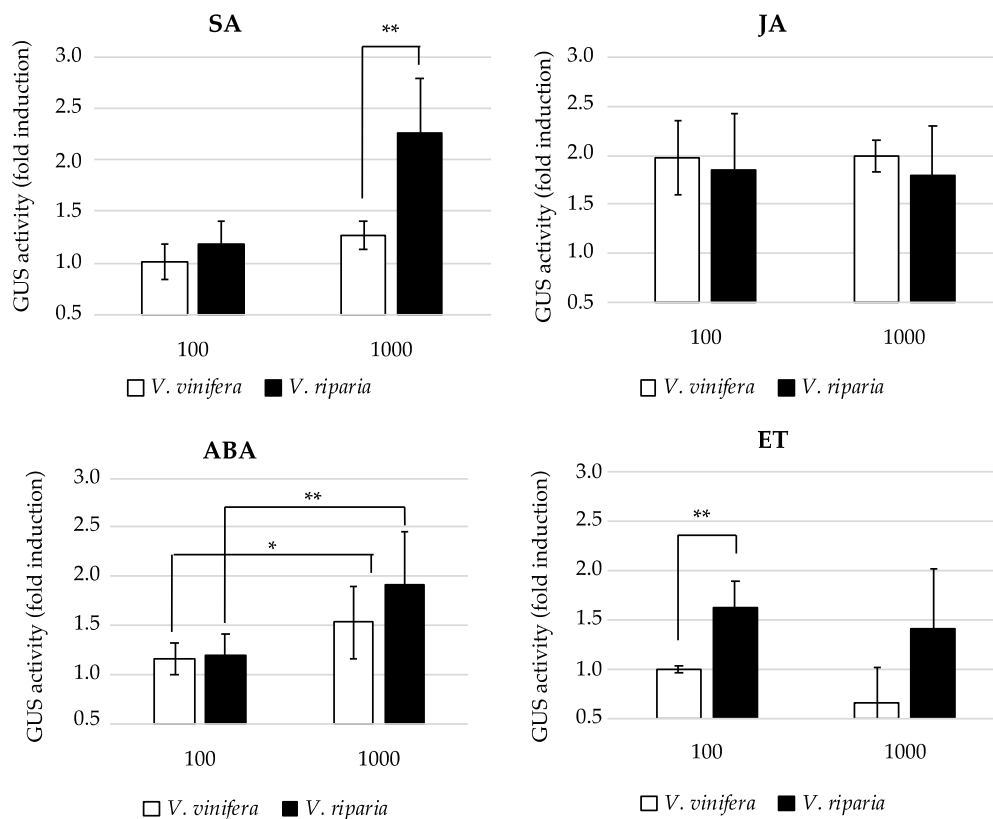 SA
GUS activity (fold induction)
3.0
2.5
2.0
1.5
1.0
0.5
**
100
1000
V. vinifera
V. riparia
JA
GUS activity (fold induction)
3.0
2.5
2.0
1.5
1.0
0.5
100
1000
V. vinifera
V. riparia
ABA
GUS activity (fold induction)
3.0
2.5
2.0
1.5
1.0
0.5
**
*
100
1000
V. vinifera
V. riparia
ET
GUS activity (fold induction)
3.0
2.5
2.0
1.5
1.0
0.5
**
100
1000
V. vinifera
V. riparia